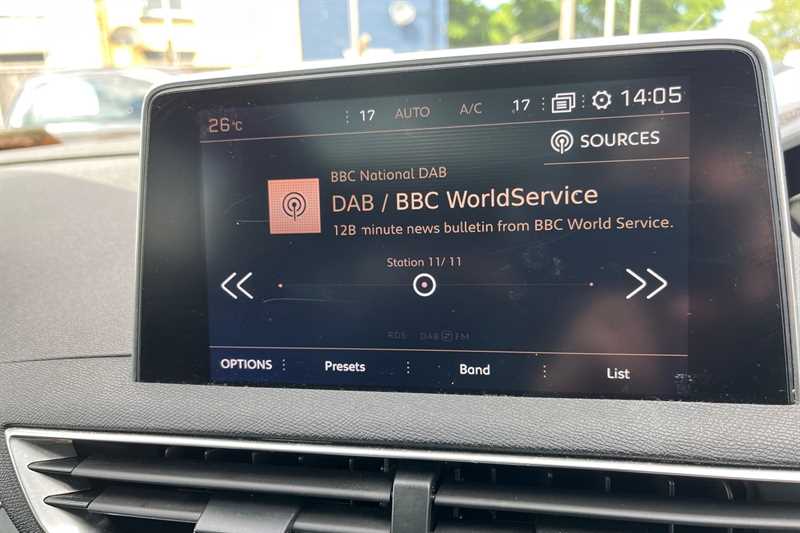 26°C 17 AUTO A/C 17 14:05
SOURCES
BBC National DAB
DAB / BBC WorldService
12B minute news bulletin from BBC World Service.
Station 11/ 11
RDS DAB FM
OPTIONS Presets Band List